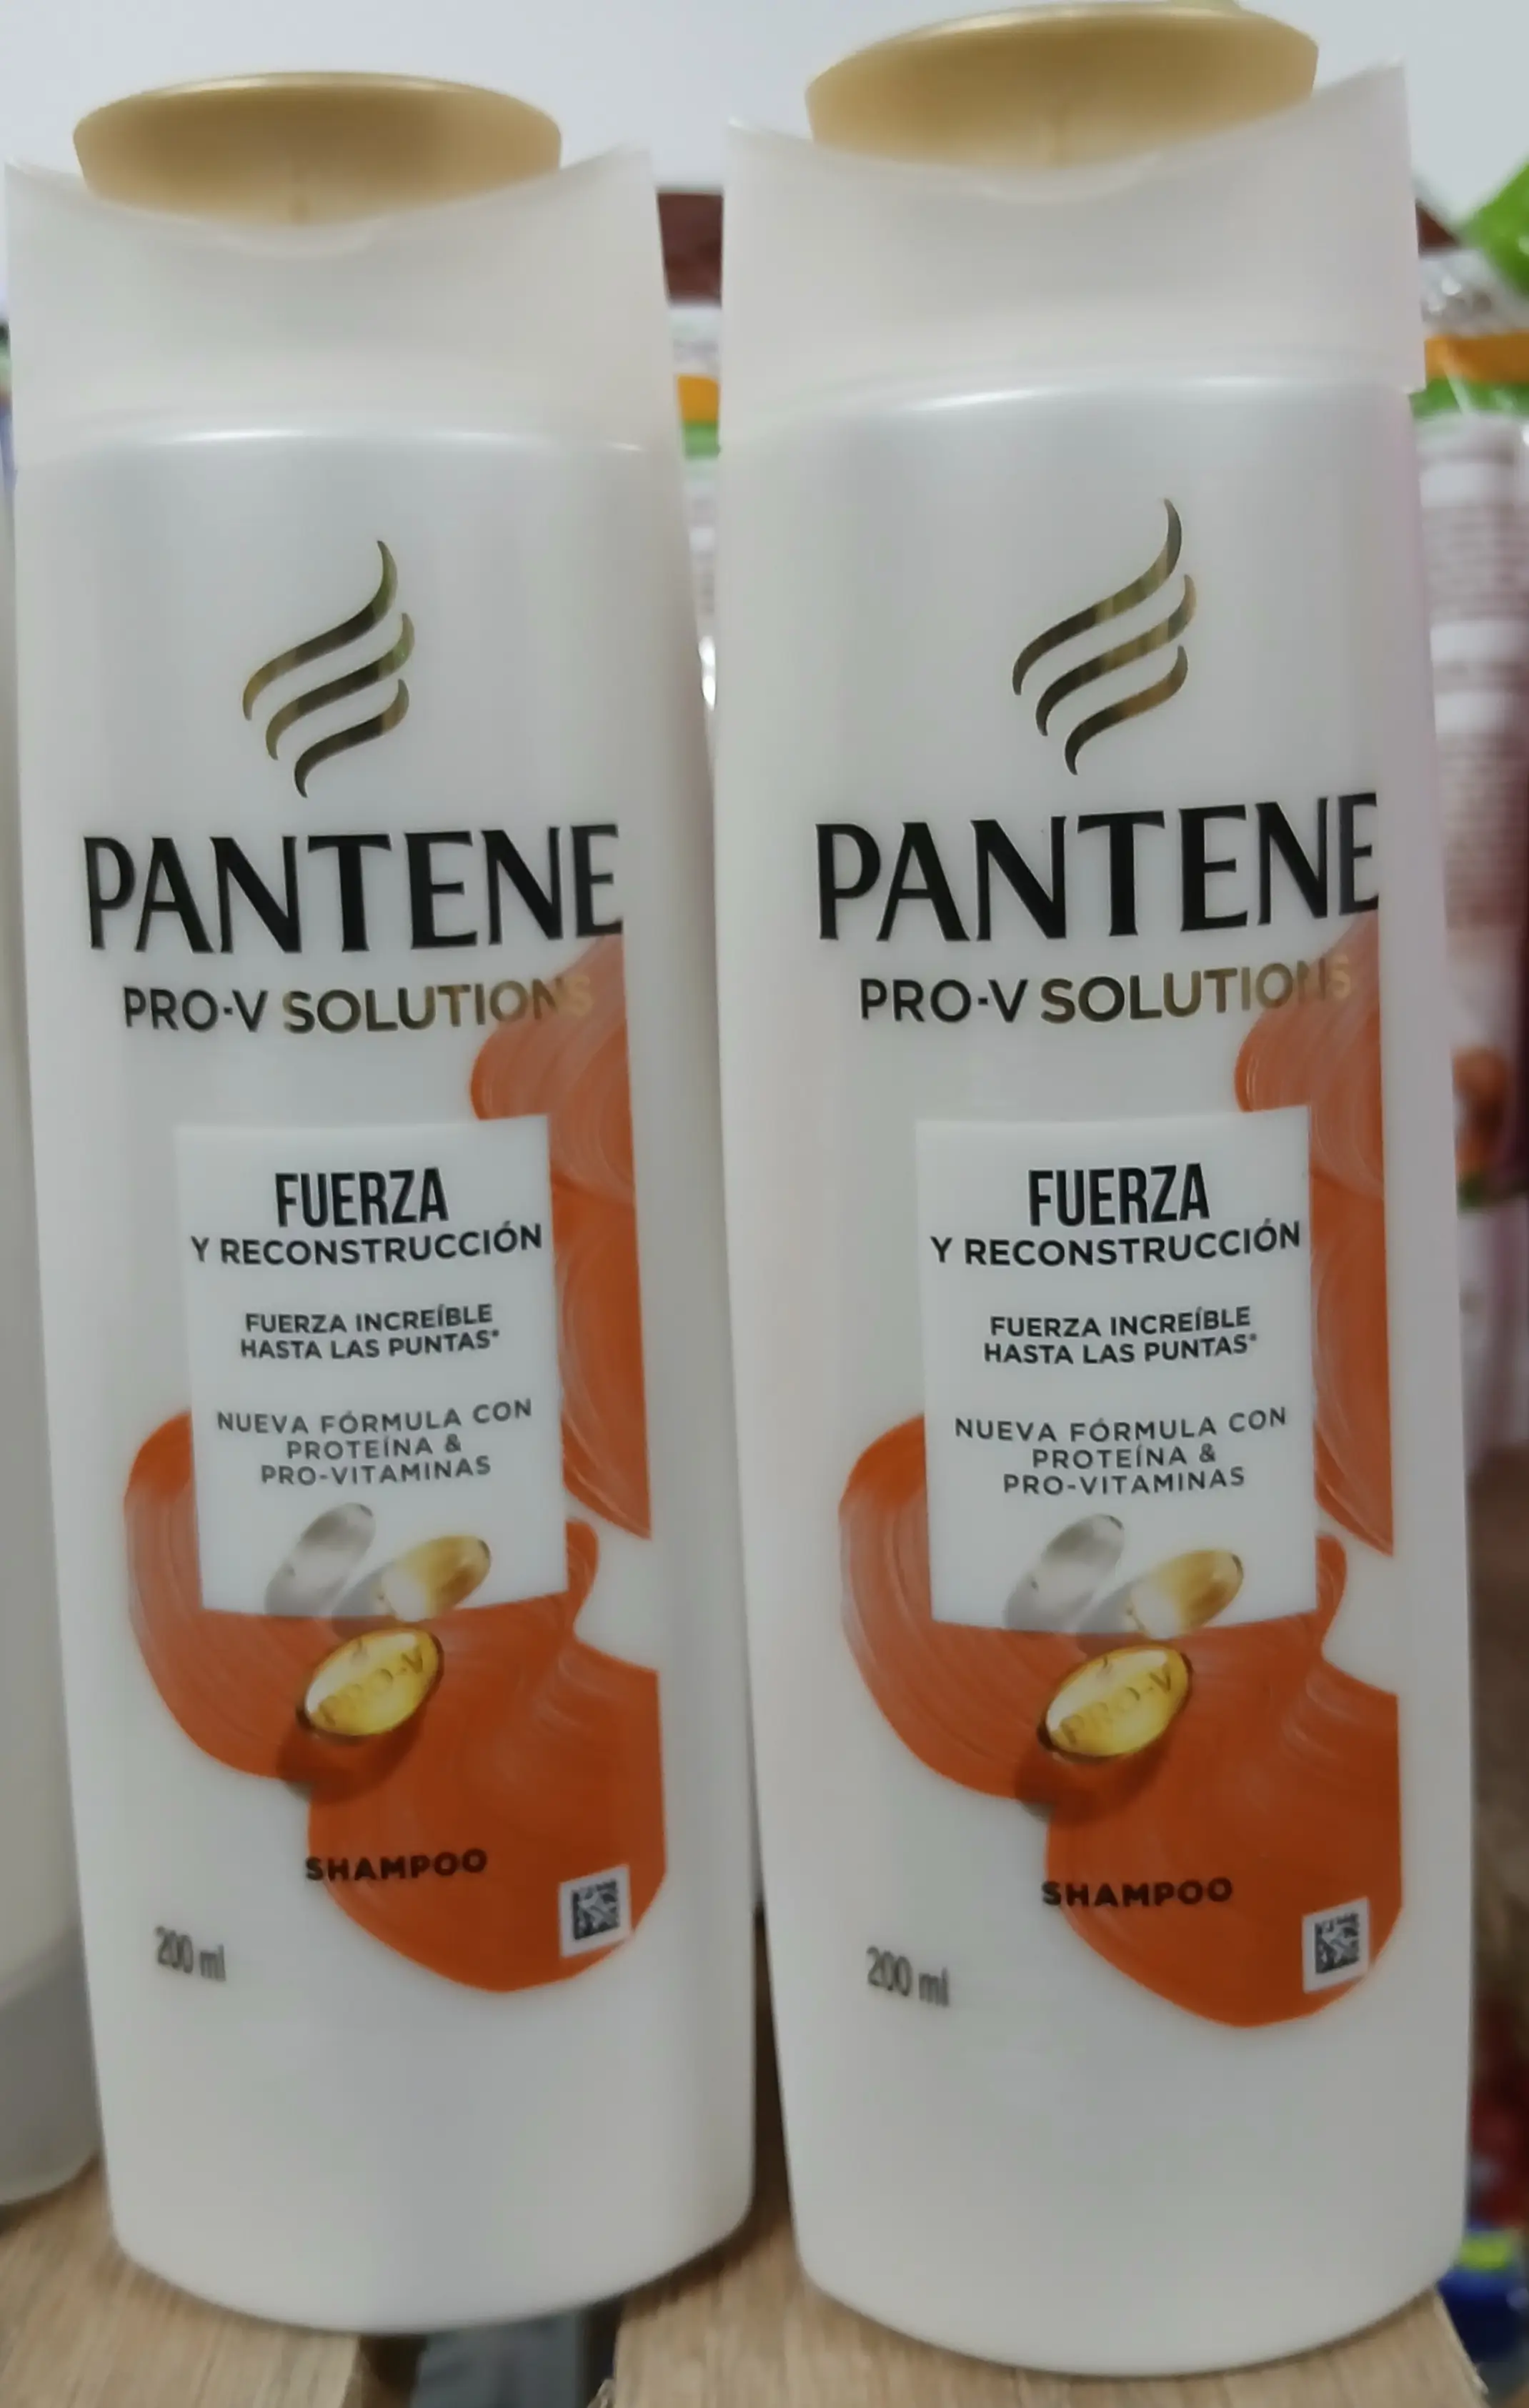 PANTENE
PRO-V SOLUTIONS
FUERZA
Y RECONSTRUCCIÓN
FUERZA INCREÍBLE
HASTA LAS PUNTAS*
NUEVA FÓRMULA CON
PROTEÍNA &
PRO-VITAMINAS
PRO-V
SHAMPOO
200 ml
PANTENE
PRO-V SOLUTIONS
FUERZA
Y RECONSTRUCCIÓN
FUERZA INCREÍBLE
HASTA LAS PUNTAS*
NUEVA FÓRMULA CON
PROTEÍNA &
PRO-VITAMINAS
PRO-V
SHAMPOO
200 ml